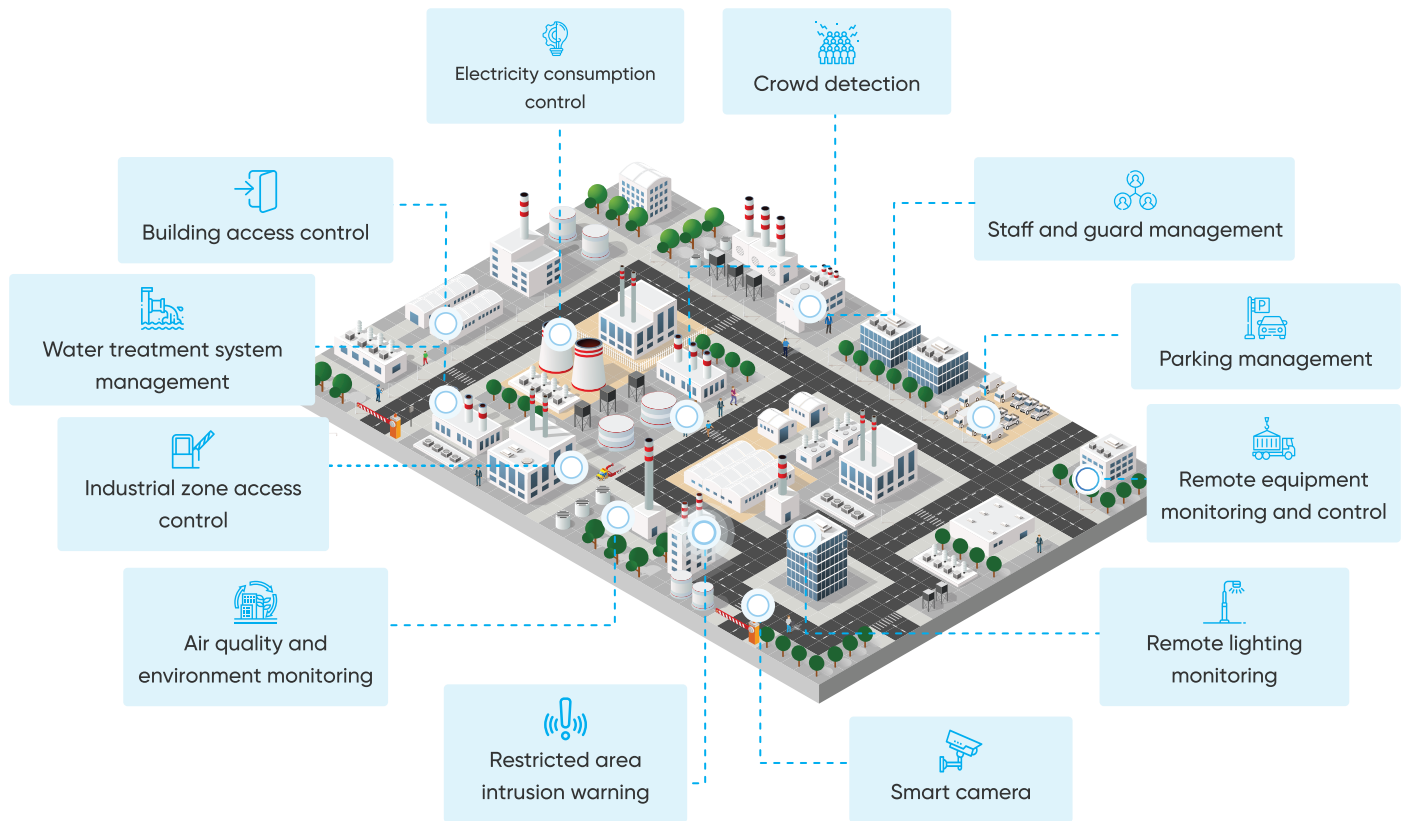 Electricity consumption
control
Crowd detection
Building access control
Staff and guard management
Water treatment system
management
Parking management
Industrial zone access
control
Remote equipment
monitoring and control
Air quality and
environment monitoring
Remote lighting
monitoring
Restricted area
intrusion warning
Smart camera
P